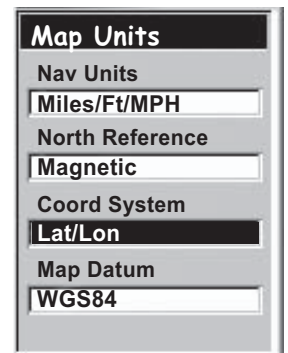 Map Units
Nav Units
Miles/Ft/MPH
North Reference
Magnetic
Coord System
Lat/Lon
Map Datum
WGS84